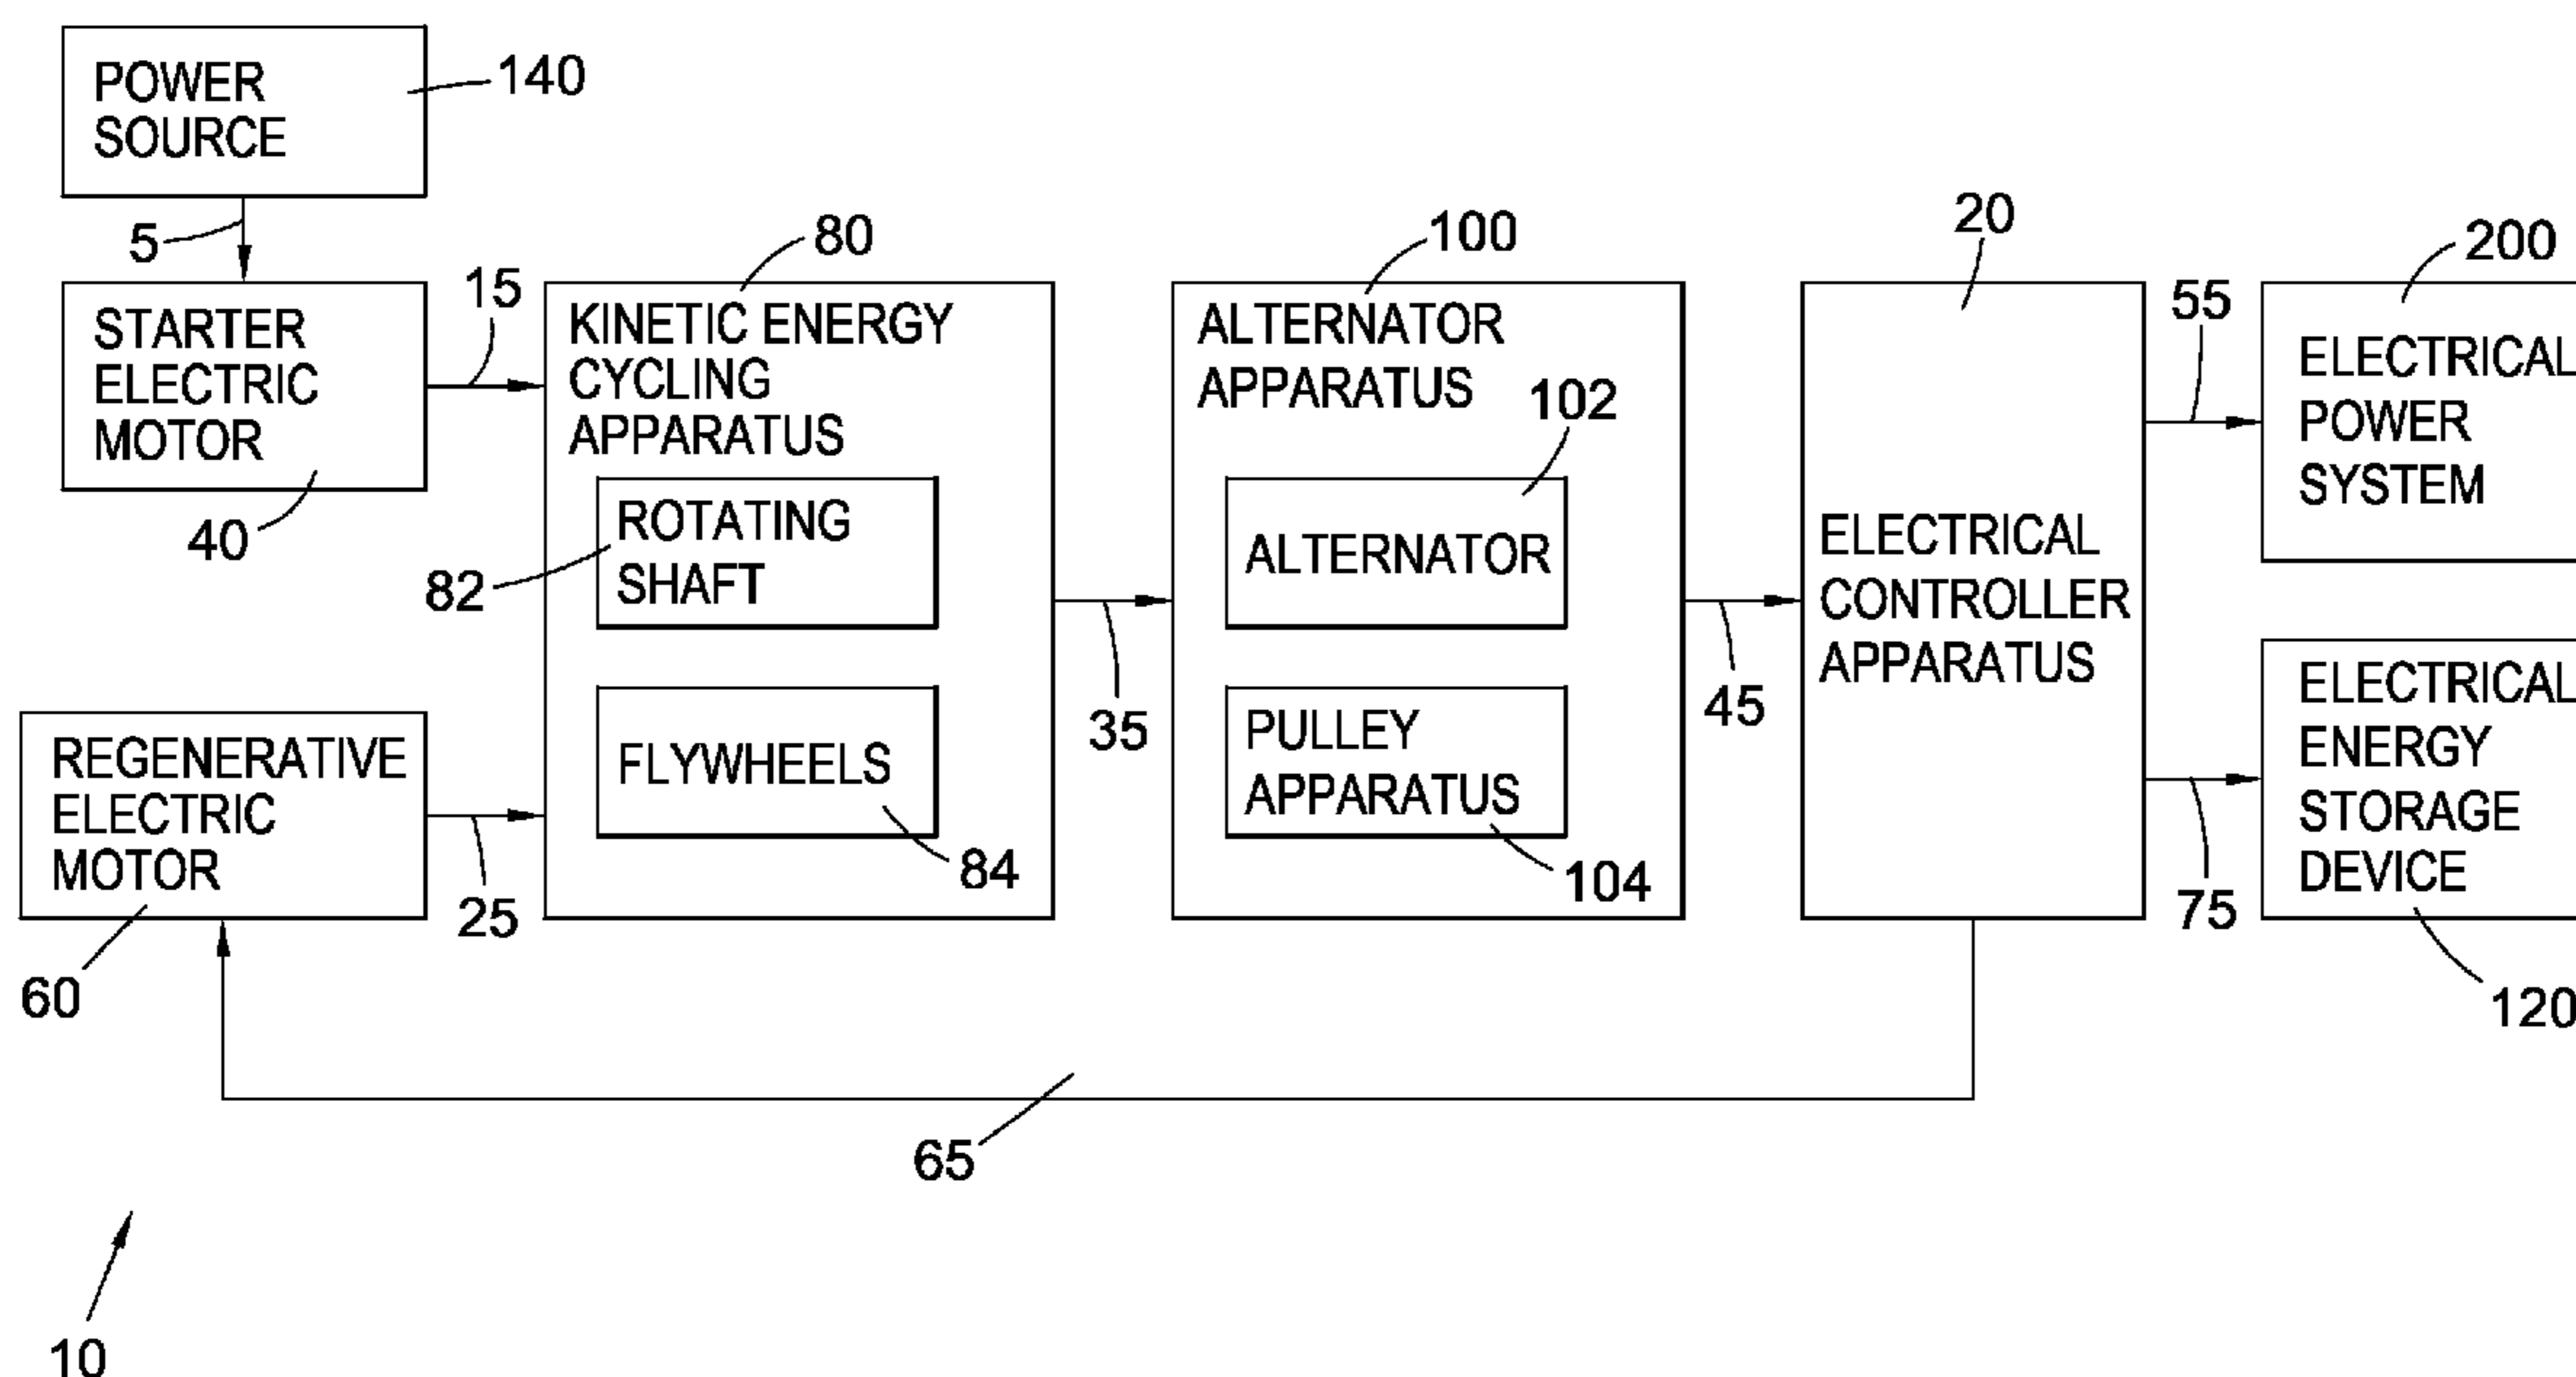 POWER
SOURCE
140
5
STARTER
ELECTRIC
MOTOR
40
15
80
KINETIC ENERGY
CYCLING
APPARATUS
ROTATING
SHAFT
82
FLYWHEELS
84
REGENERATIVE
ELECTRIC
MOTOR
60
25
35
100
ALTERNATOR
APPARATUS
102
ALTERNATOR
PULLEY
APPARATUS
104
45
20
ELECTRICAL
CONTROLLER
APPARATUS
55
200
ELECTRICAL
POWER
SYSTEM
75
ELECTRICAL
ENERGY
STORAGE
DEVICE
120
65
10